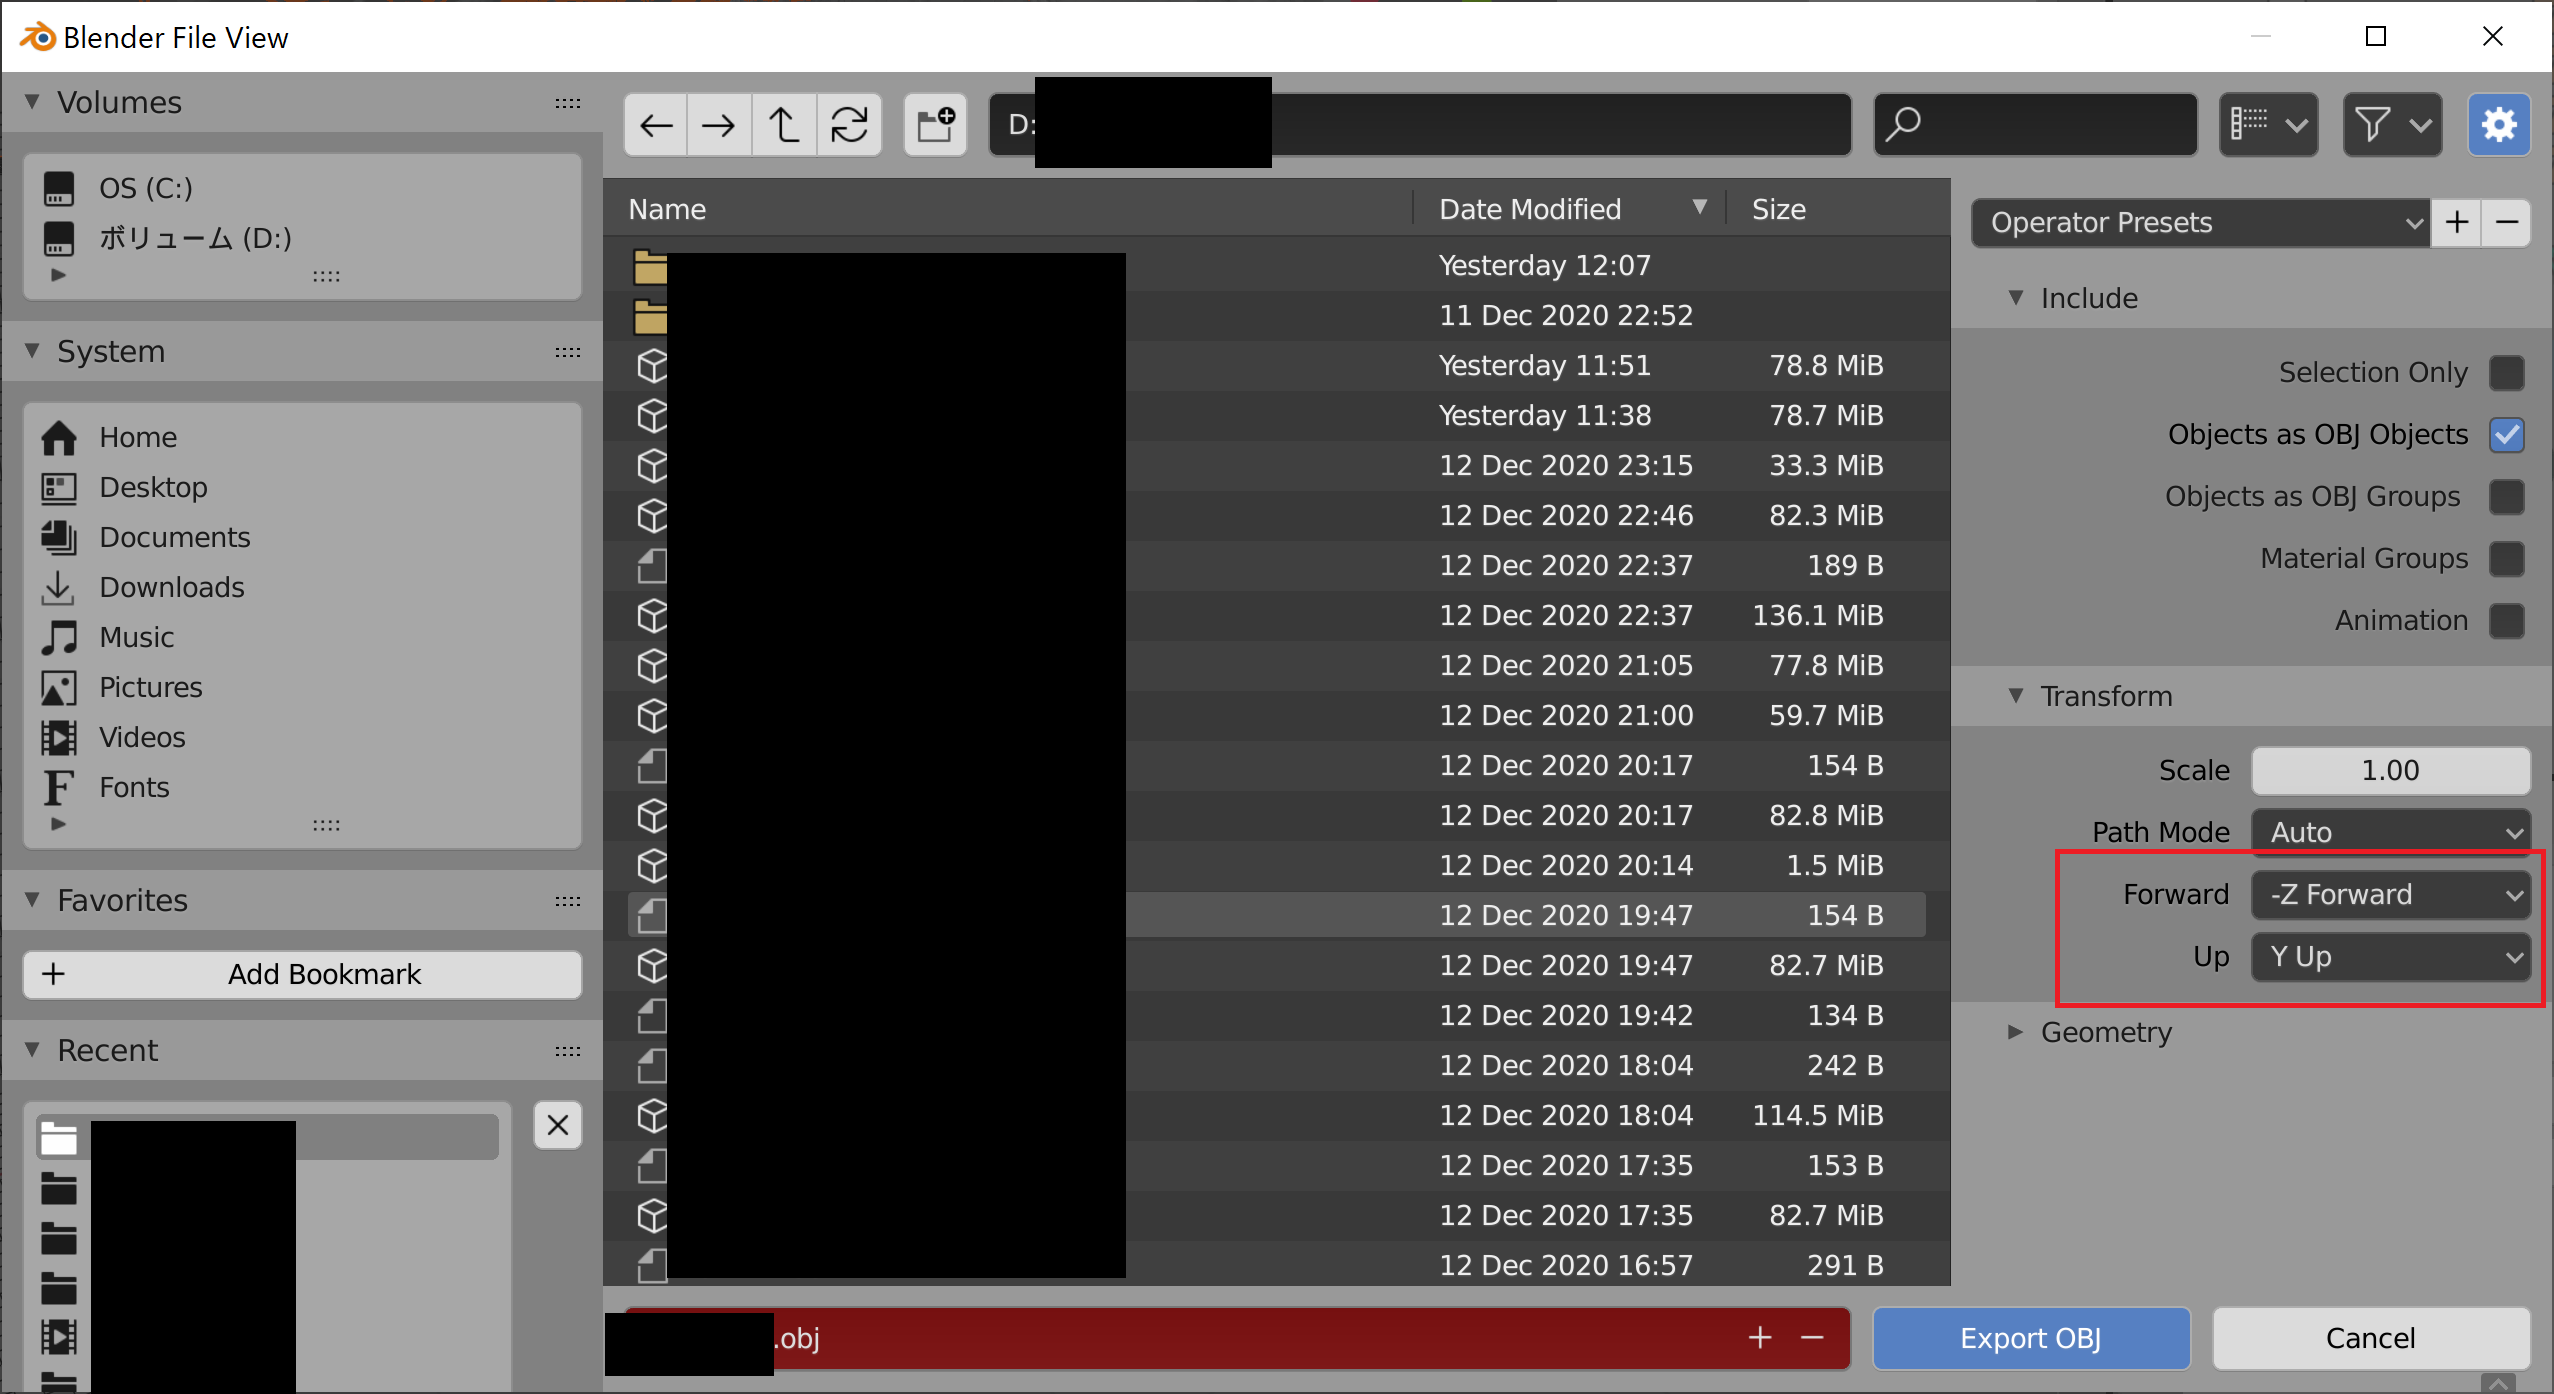 Blender File View
Volumes
OS (C:)
ボリューム (D:)
System
Home
Desktop
Documents
Downloads
Music
Pictures
Videos
Fonts
Favorites
Add Bookmark
Recent
D:
Name Date Modified Size
Yesterday 12:07
11 Dec 2020 22:52
Yesterday 11:51 78.8 MiB
Yesterday 11:38 78.7 MiB
12 Dec 2020 23:15 33.3 MiB
12 Dec 2020 22:46 82.3 MiB
12 Dec 2020 22:37 189 B
12 Dec 2020 22:37 136.1 MiB
12 Dec 2020 21:05 77.8 MiB
12 Dec 2020 21:00 59.7 MiB
12 Dec 2020 20:17 154 B
12 Dec 2020 20:17 82.8 MiB
12 Dec 2020 20:14 1.5 MiB
12 Dec 2020 19:47 154 B
12 Dec 2020 19:47 82.7 MiB
12 Dec 2020 19:42 134 B
12 Dec 2020 18:04 242 B
12 Dec 2020 18:04 114.5 MiB
12 Dec 2020 17:35 153 B
12 Dec 2020 17:35 82.7 MiB
12 Dec 2020 16:57 291 B
.obj
Operator Presets
Include
Selection Only
Objects as OBJ Objects
Objects as OBJ Groups
Material Groups
Animation
Transform
Scale 1.00
Path Mode Auto
Forward -Z Forward
Up Y Up
Geometry
Export OBJ
Cancel